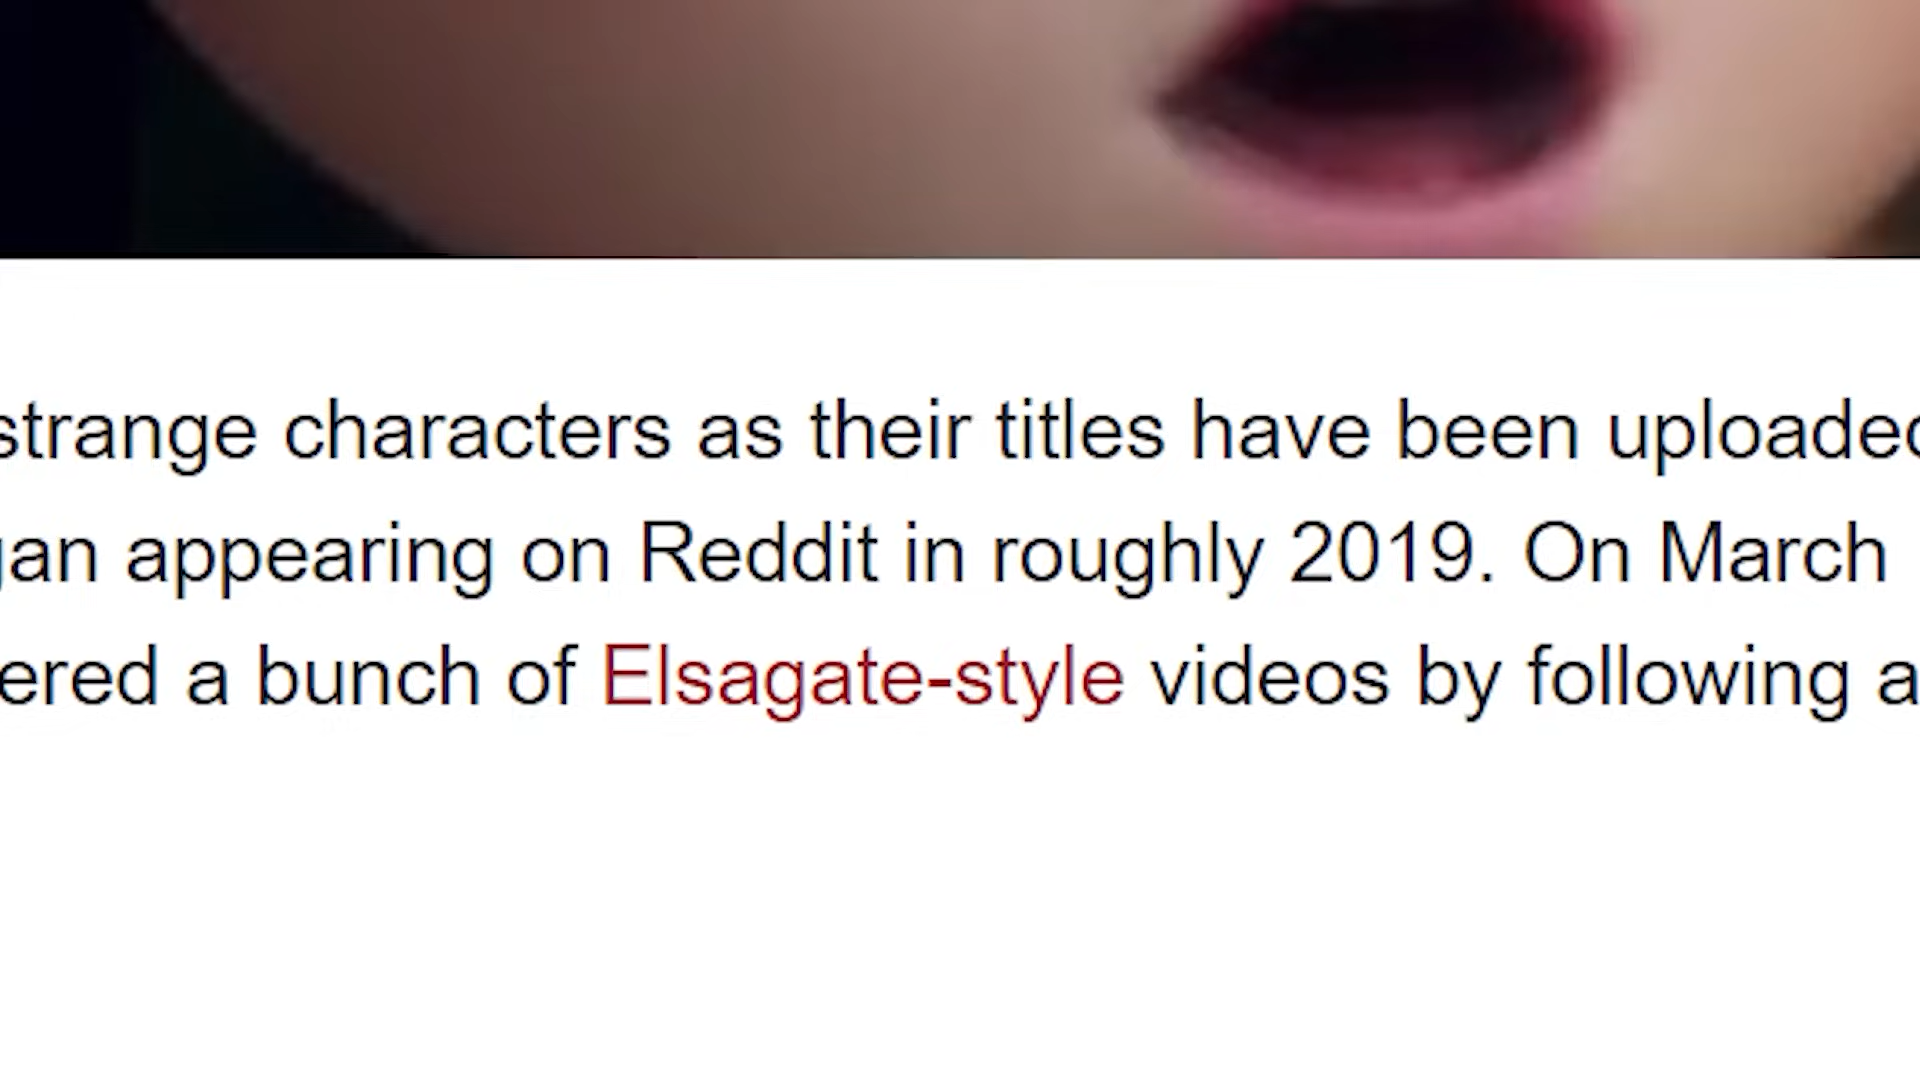 strange characters as their titles have been uploaded
gan appearing on Reddit in roughly 2019. On March
ered a bunch of Elsagate-style videos by following a